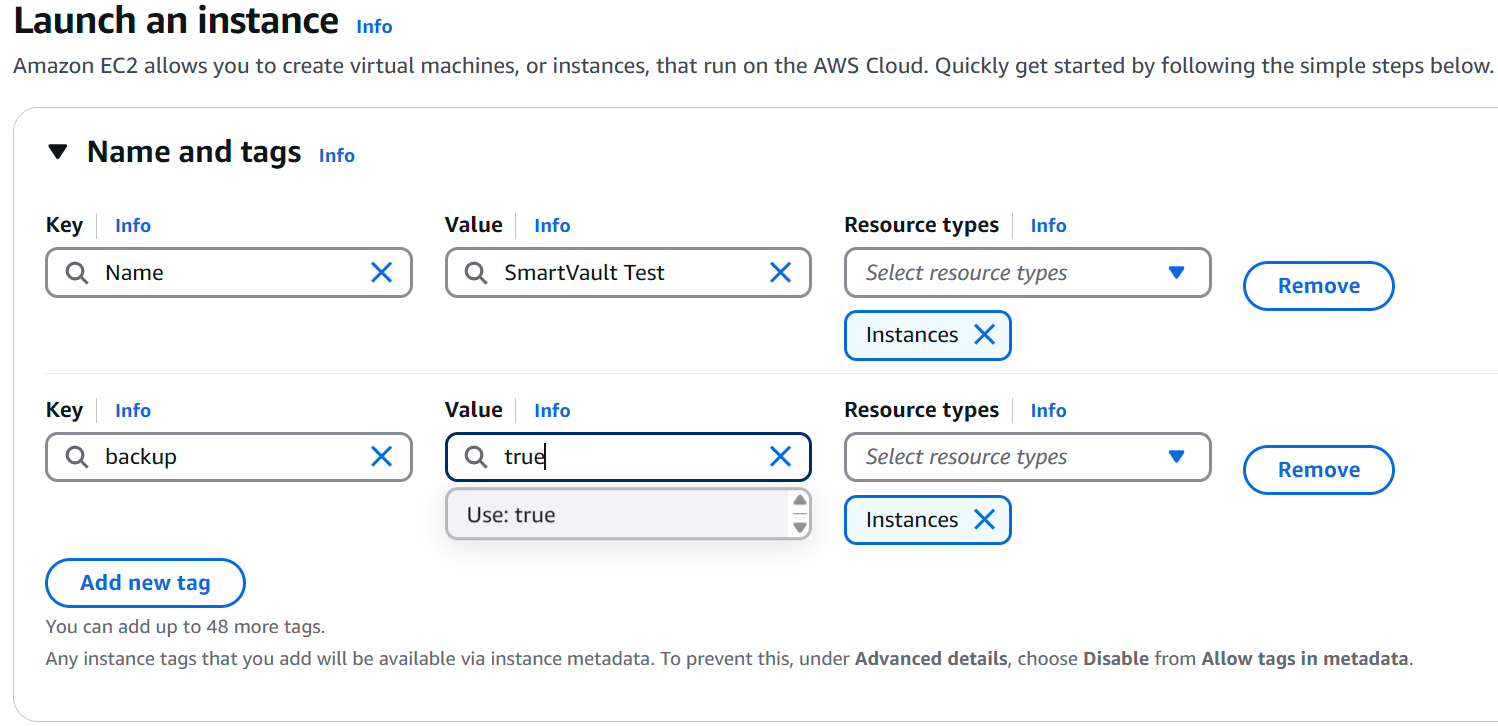 Launch an instance Info
Amazon EC2 allows you to create virtual machines, or instances, that run on the AWS Cloud. Quickly get started by following the simple steps below.
Name and tags Info
Key Info Value Info Resource types Info
Name SmartVault Test Select resource types Remove
Instances
Key Info Value Info Resource types Info
backup true Select resource types Remove
Use: true Instances
Add new tag
You can add up to 48 more tags.
Any instance tags that you add will be available via instance metadata. To prevent this, under Advanced details, choose Disable from Allow tags in metadata.